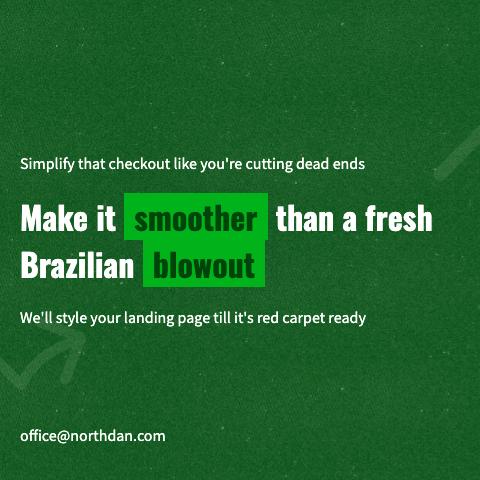 Simplify that checkout like you're cutting dead ends
Make it smoother than a fresh
Brazilian blowout
We'll style your landing page till it's red carpet ready
office@northdan.com